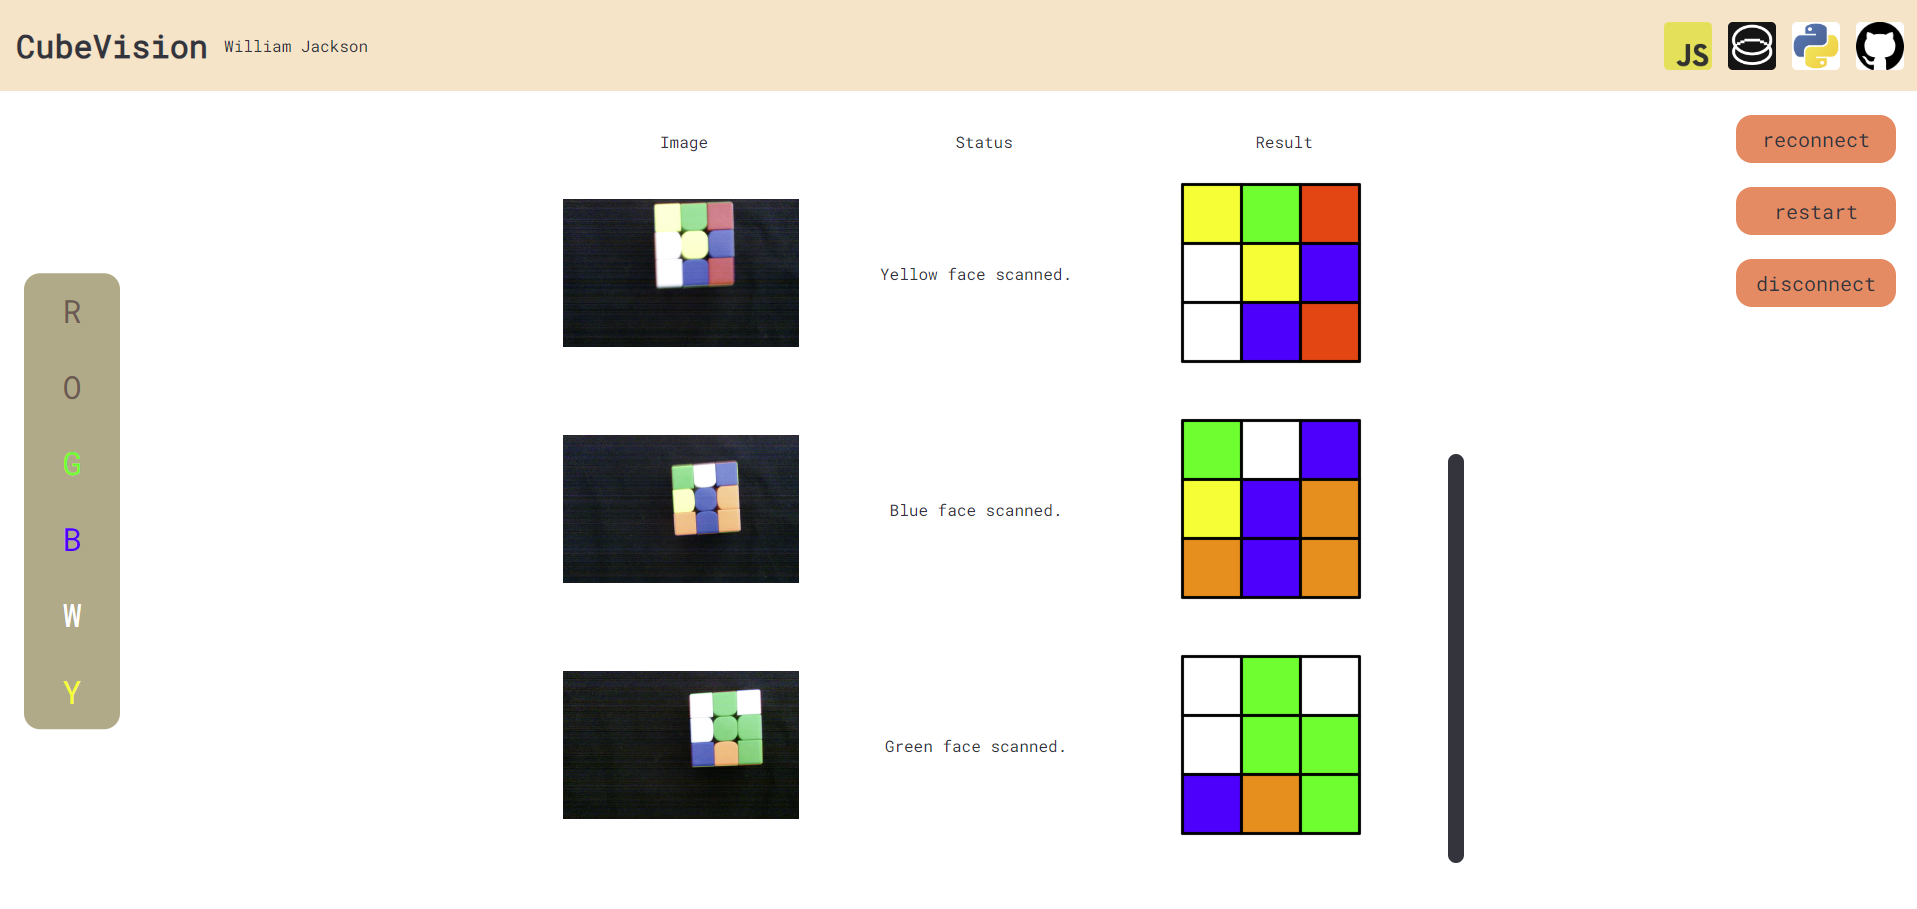 CubeVision William Jackson
JS
Image Status Result
reconnect
restart
disconnect
Yellow face scanned.
Blue face scanned.
Green face scanned.
R
O
G
B
W
Y